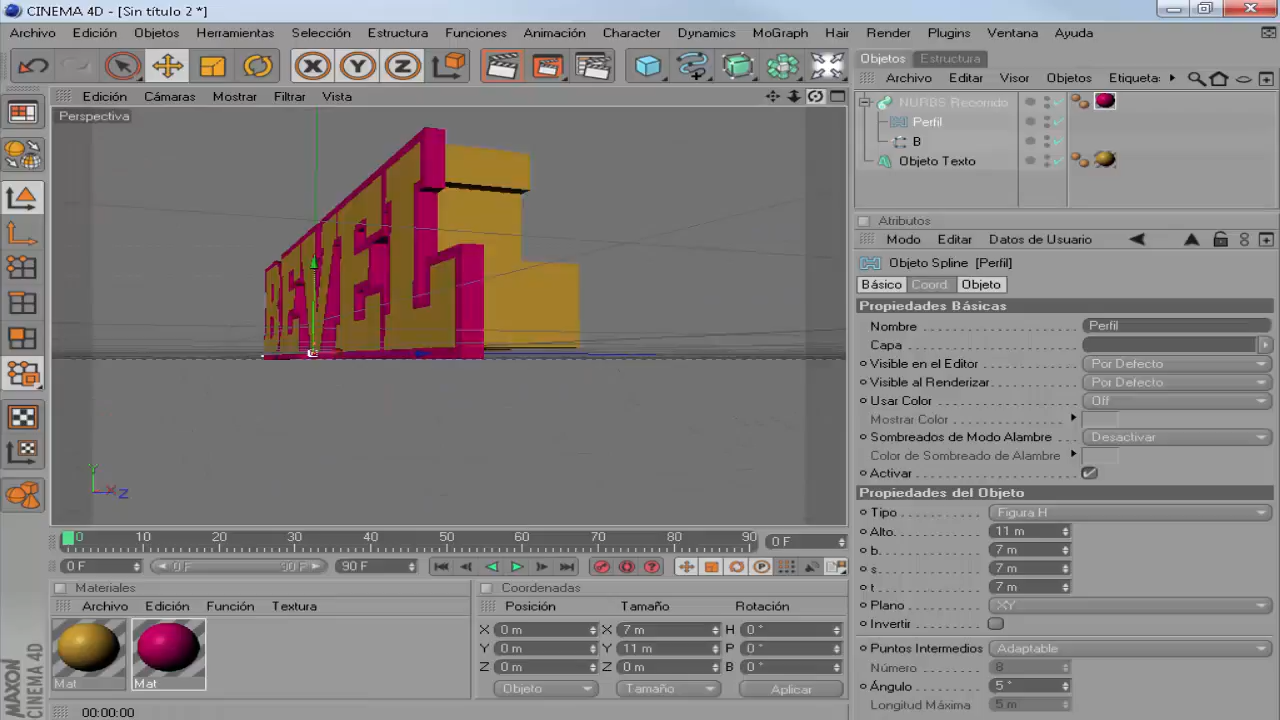 CINEMA 4D - [Sin título 2 *]
Archivo Edición Objetos Herramientas Selección Estructura Funciones Animación Character Dynamics MoGraph Hair Render Plugins Ventana Ayuda
X Y Z
Objetos Estructura
Archivo Editar Visor Objetos Etiqueta:
Edición Cámaras Mostrar Filtrar Vista
Perspectiva
NURBS Recorrido
Perfil
B
Objeto Texto
BEVEL
Y X Z
Atributos
Modo Editar Datos de Usuario
Objeto Spline [Perfil]
Básico Coord. Objeto
Propiedades Básicas
Nombre Perfil
Capa
Visible en el Editor Por Defecto
Visible al Renderizar Por Defecto
Usar Color Off
Mostrar Color
Sombreados de Modo Alambre Desactivar
Color de Sombreado de Alambre
Activar
Propiedades del Objeto
Tipo Figura H
Alto 11 m
b 7 m
s 7 m
t 7 m
Plano XY
Invertir
Puntos Intermedios Adaptable
Número 8
Ángulo 5 °
Longitud Máxima 5 m
0 10 20 30 40 50 60 70 80 90 0 F
0 F 0 F 90 F 90 F
Materiales
Archivo Edición Función Textura
Mat Mat
Coordenadas
Posición Tamaño Rotación
X 0 m X 7 m H 0 °
Y 0 m Y 11 m P 0 °
Z 0 m Z 0 m B 0 °
Objeto Tamaño Aplicar
MAXON
CINEMA 4D
00:00:00